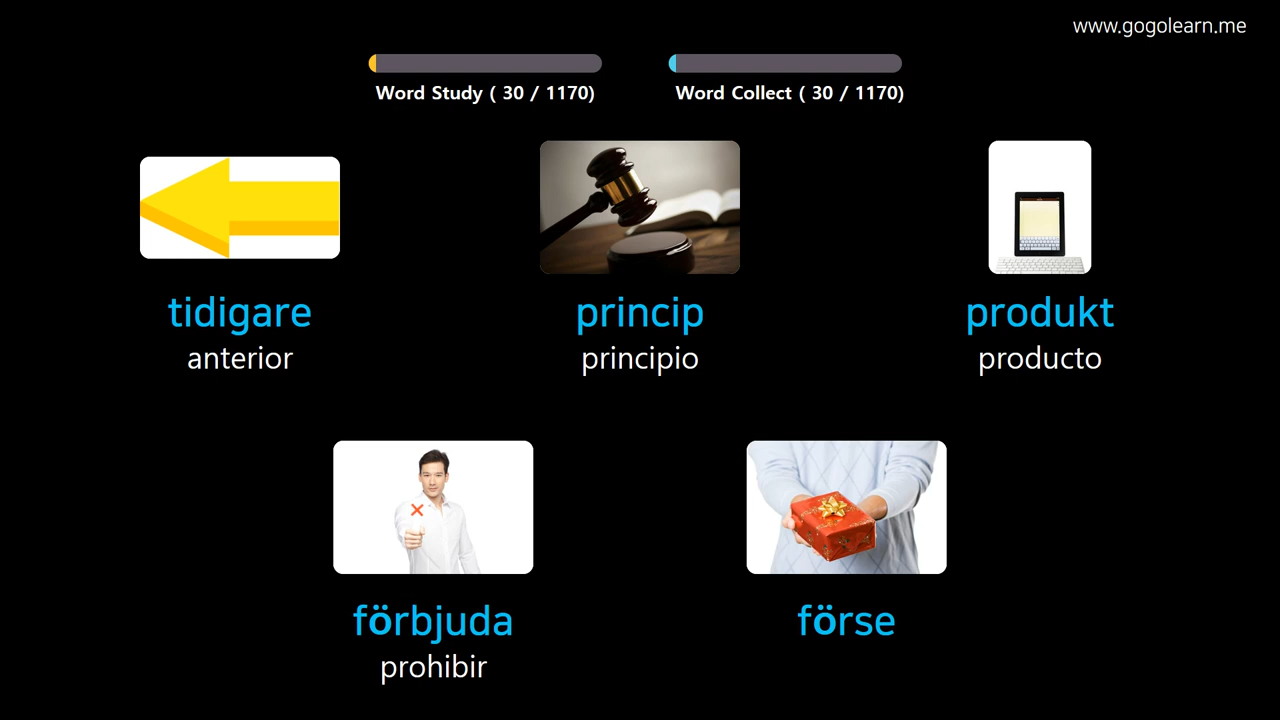 www.gogolearn.me
Word Study ( 30 / 1170)
Word Collect ( 30 / 1170)
tidigare
anterior
princip
principio
produkt
producto
förbjuda
prohibir
förse